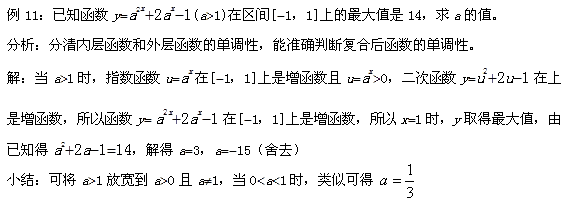 例 11：已知函数 y=a^{2x}+2a^x−1(a>1)在区间[-1，1]上的最大值是 14，求 a 的值。
分析：分清内层函数和外层函数的单调性，能准确判断复合后函数的单调性。
解：当 a>1 时，指数函数 u=a^x 在[-1，1]上是增函数且 u=a^x>0，二次函数 y=u^2+2u−1 在上
是增函数，所以函数 y= a^{2x}+2a^x−1 在[-1，1]上是增函数，所以 x=1 时，y 取得最大值，由
已知得 a^2+2a−1=14，解得 a=3，a=−15（舍去）
小结：可将 a>1 放宽到 a>0 且 a≠1，当 0<a<1 时，类似可得 a = 1/3